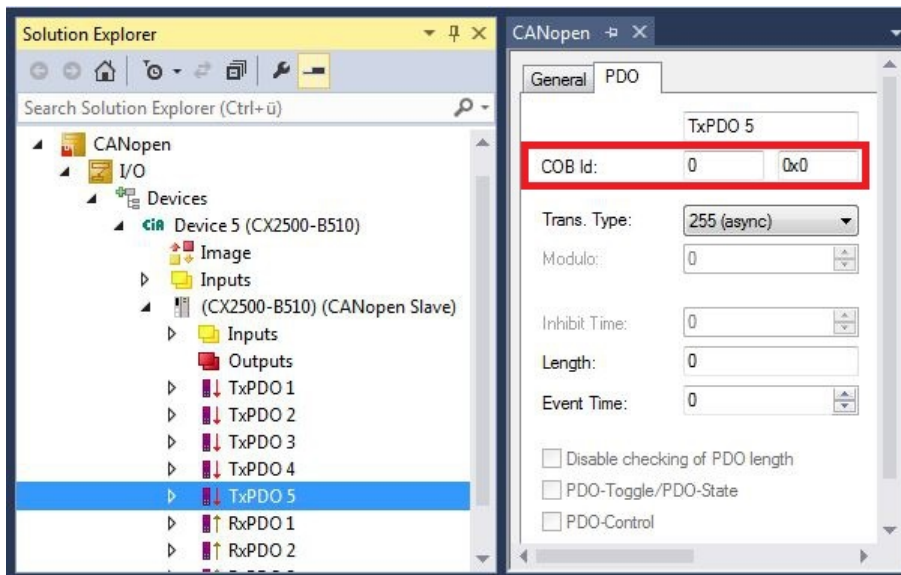 Solution Explorer
Search Solution Explorer (Ctrl+ü)
CANopen
I/O
Devices
CiA Device 5 (CX2500-B510)
Image
Inputs
(CX2500-B510) (CANopen Slave)
Inputs
Outputs
TxPDO 1
TxPDO 2
TxPDO 3
TxPDO 4
TxPDO 5
RxPDO 1
RxPDO 2
CANopen
General PDO
TxPDO 5
COB Id: 0 0x0
Trans. Type: 255 (async)
Modulo: 0
Inhibit Time: 0
Length: 0
Event Time: 0
Disable checking of PDO length
PDO-Toggle/PDO-State
PDO-Control